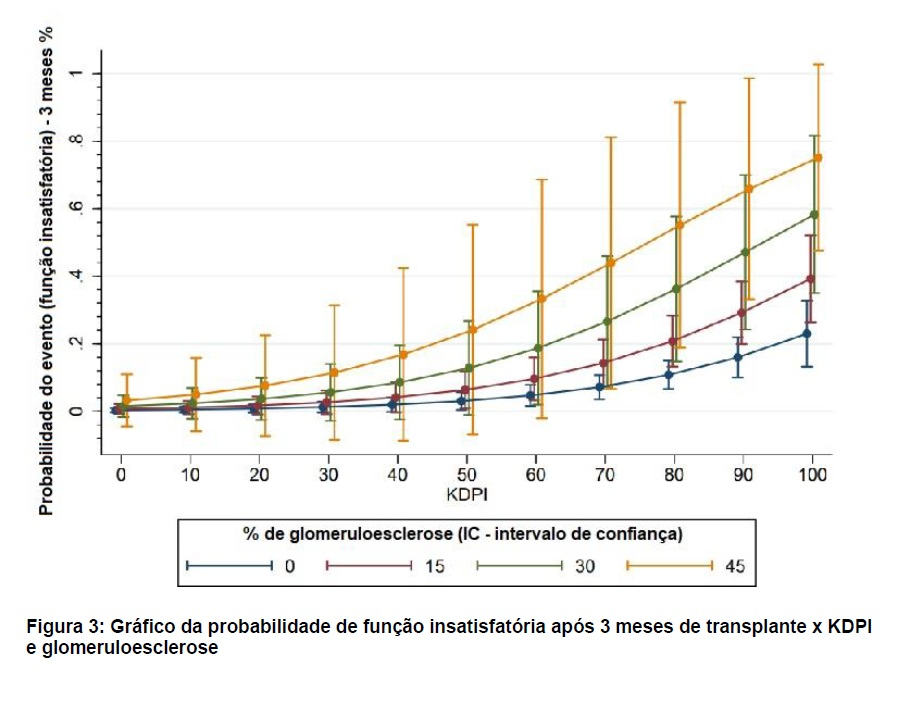 Probabilidade do evento (função insatisfatória) - 3 meses %
1
.8
.6
.4
.2
0
0 10 20 30 40 50 60 70 80 90 100
KDPI
% de glomeruloesclerose (IC - intervalo de confiança)
0 15 30 45
Figura 3: Gráfico da probabilidade de função insatisfatória após 3 meses de transplante x KDPI
e glomeruloesclerose